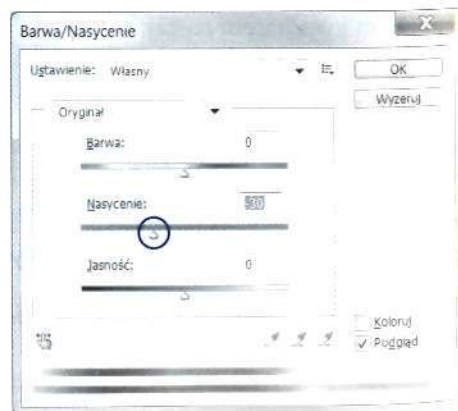 Barwa/Nasycenie
Ustawienie: Własny
OK
Wyzeruj
Oryginał
Barwa: 0
Nasycenie:
Jasność: 0
Koloruj
Podgląd